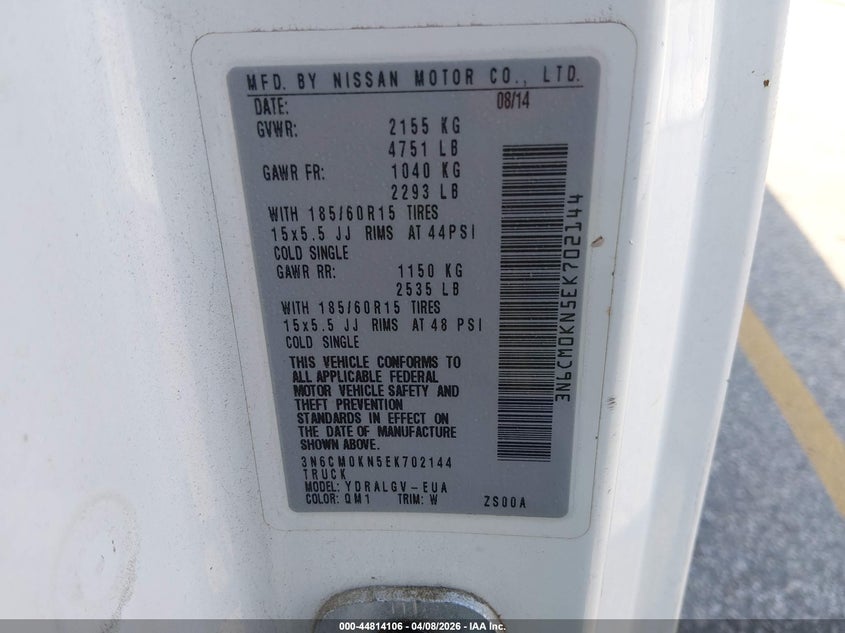 MFD. BY NISSAN MOTOR CO., LTD.
DATE: 08/14
GVWR: 2155 KG
4751 LB
GAWR FR: 1040 KG
2293 LB
WITH 185/60R15 TIRES
15x5.5 JJ RIMS AT 44PSI
COLD SINGLE
GAWR RR: 1150 KG
2535 LB
WITH 185/60R15 TIRES
15x5.5 JJ RIMS AT 48 PSI
COLD SINGLE
THIS VEHICLE CONFORMS TO
ALL APPLICABLE FEDERAL
MOTOR VEHICLE SAFETY AND
THEFT PREVENTION
STANDARDS IN EFFECT ON
THE DATE OF MANUFACTURE
SHOWN ABOVE.
3N6CM0KN5EK702144
TRUCK
MODEL: YDRALGV-EUA
COLOR: QM1 TRIM: W ZS00A
3N6CM0KN5EK702144
000-44814106 - 04/08/2026 - IAA Inc.